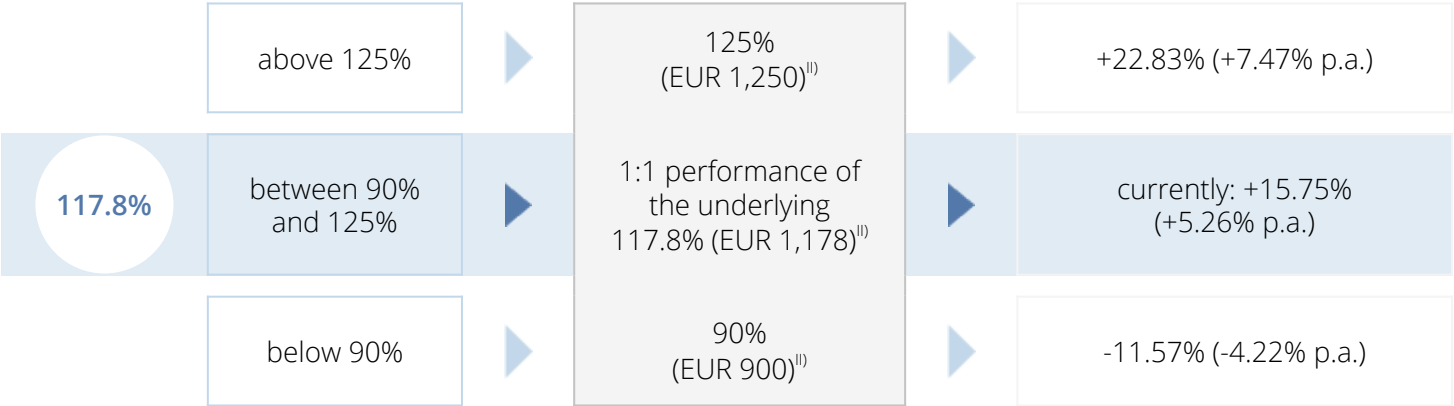 above 125%
125%
(EUR 1,250)II)
+22.83% (+7.47% p.a.)
117.8%
between 90%
and 125%
1:1 performance of
the underlying
117.8% (EUR 1,178)II)
currently: +15.75%
(+5.26% p.a.)
below 90%
90%
(EUR 900)II)
-11.57% (-4.22% p.a.)